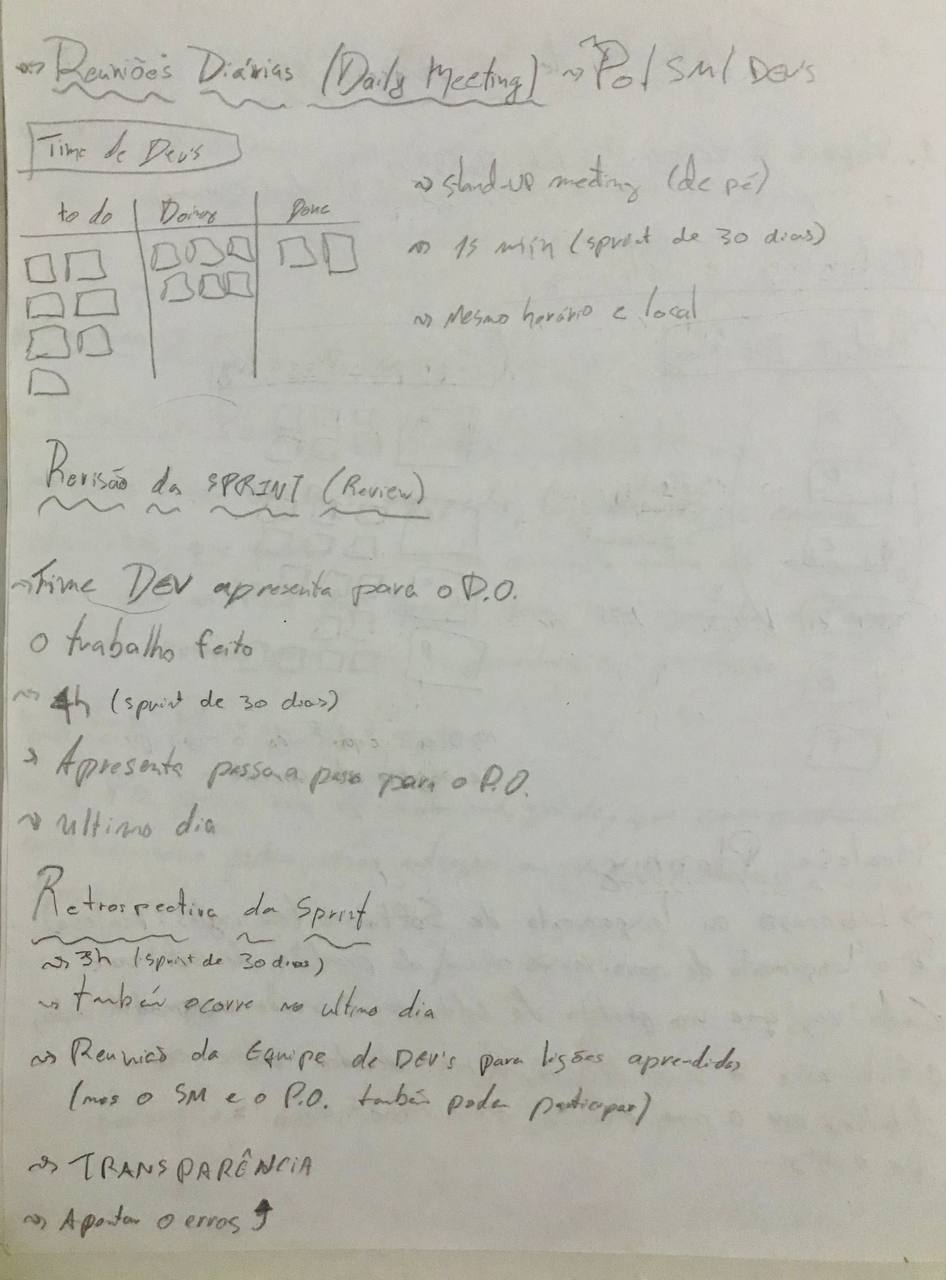 Reuniões Diárias (Daily Meeting) ~> PO/SM/DEV'S
Time de Dev's
to do | Doing | Done
~> Stand-UP meeting (de pé)
~> 15 min (sprint de 30 dias)
~> Mesmo horário e local
Revisão da SPRINT (Review)
~> Time DEV apresenta para o P.O.
o trabalho feito
~> 4h (sprint de 30 dias)
→ Apresenta passo a passo para o P.O.
~> ultimo dia
Retrospectiva da Sprint
~> 3h (sprint de 30 dias)
~> também ocorre no ultimo dia
~> Reunião da Equipe de DEV's para lições aprendidas
(mas o SM e o P.O. também podem participar)
~> TRANSPARÊNCIA
~> Apontar o erros ↑